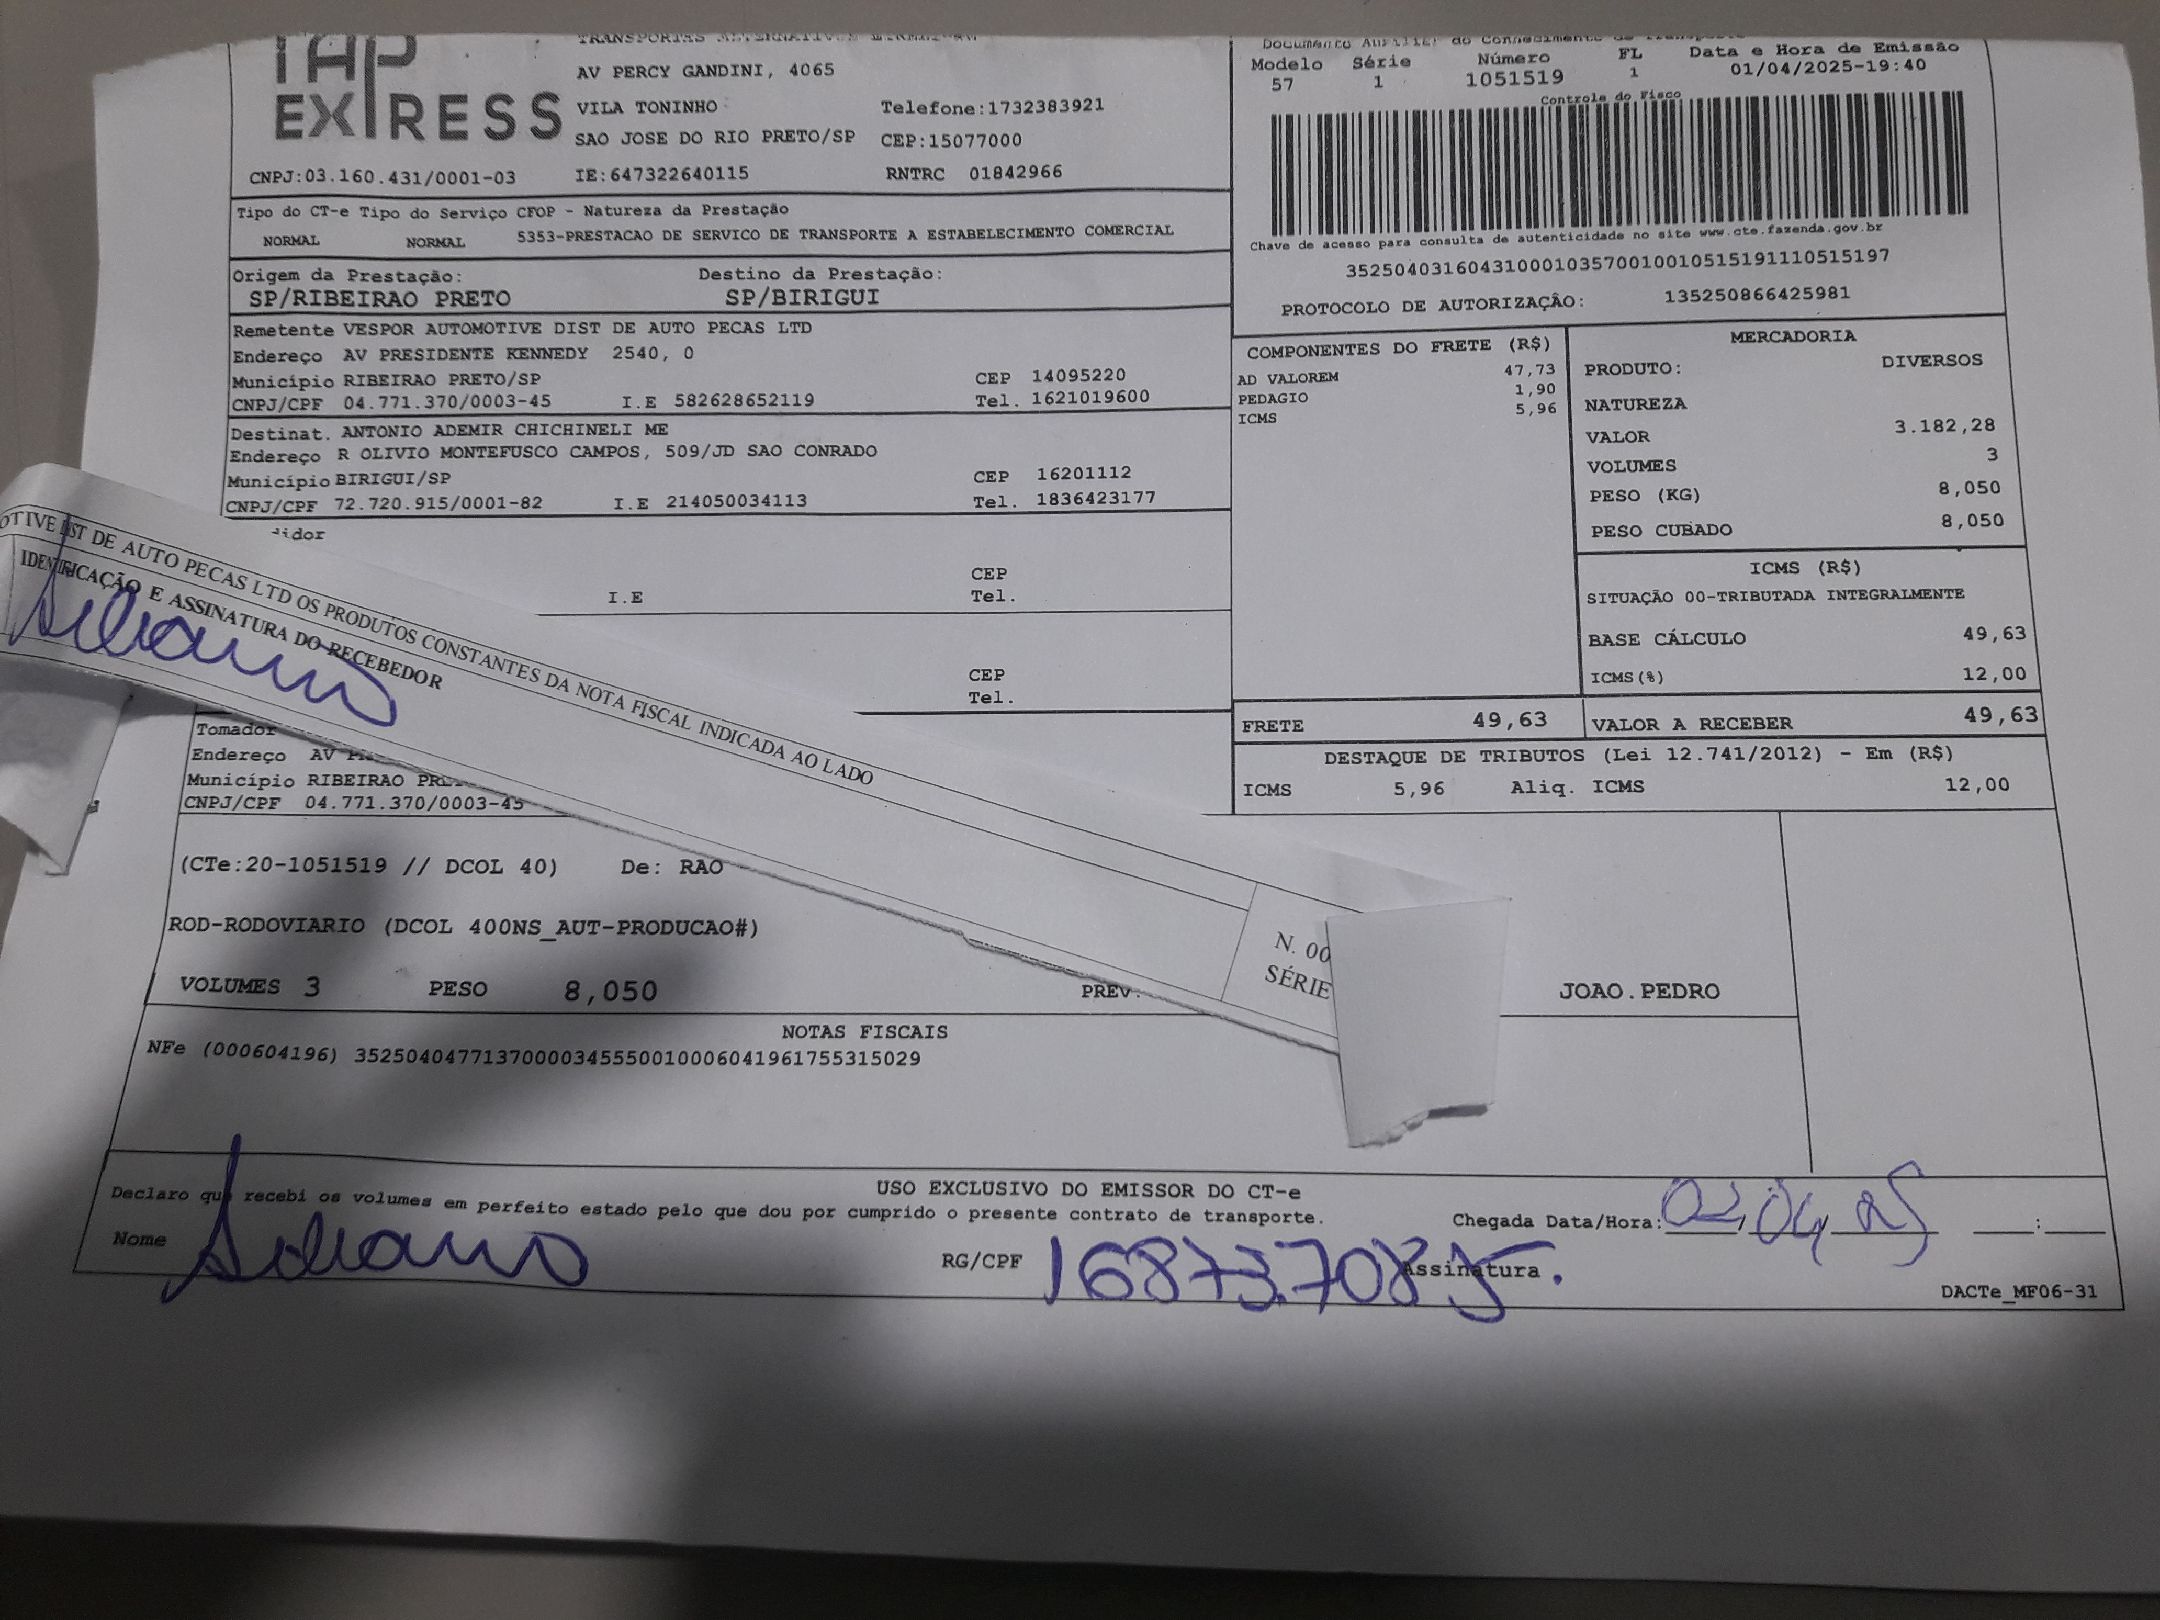 TAP
EXPRESS
AV PERCY GANDINI, 4065
VILA TONINHO Telefone:1732383921
SAO JOSE DO RIO PRETO/SP CEP:15077000
CNPJ:03.160.431/0001-03 IE:647322640115 RNTRC 01842966
Documento Auxiliar do Conhecimento de Transporte
Modelo Série Número FL Data e Hora de Emissão
57 1 1051519 1 01/04/2025-19:40
Controle do Fisco
Chave de acesso para consulta de autenticidade no site www.cte.fazenda.gov.br
35250403160431000103570010010515191110515197
PROTOCOLO DE AUTORIZAÇÂO: 135250866425981
Tipo do CT-e Tipo do Serviço CFOP - Natureza da Prestação
NORMAL NORMAL 5353-PRESTACAO DE SERVICO DE TRANSPORTE A ESTABELECIMENTO COMERCIAL
Origem da Prestação: Destino da Prestação:
SP/RIBEIRAO PRETO SP/BIRIGUI
Remetente VESPOR AUTOMOTIVE DIST DE AUTO PECAS LTD
Endereço AV PRESIDENTE KENNEDY 2540, 0
Município RIBEIRAO PRETO/SP CEP 14095220
CNPJ/CPF 04.771.370/0003-45 I.E 582628652119 Tel. 1621019600
Destinat. ANTONIO ADEMIR CHICHINELI ME
Endereço R OLIVIO MONTEFUSCO CAMPOS, 509/JD SAO CONRADO
Município BIRIGUI/SP CEP 16201112
CNPJ/CPF 72.720.915/0001-82 I.E 214050034113 Tel. 1836423177
idor
CEP
I.E Tel.
CEP
Tel.
COMPONENTES DO FRETE (R$)
AD VALOREM 47,73
PEDAGIO 1,90
ICMS 5,96
MERCADORIA
PRODUTO: DIVERSOS
NATUREZA
VALOR 3.182,28
VOLUMES 3
PESO (KG) 8,050
PESO CUBADO 8,050
ICMS (R$)
SITUAÇÃO 00-TRIBUTADA INTEGRALMENTE
BASE CÁLCULO 49,63
ICMS(%) 12,00
FRETE 49,63 VALOR A RECEBER 49,63
DESTAQUE DE TRIBUTOS (Lei 12.741/2012) - Em (R$)
ICMS 5,96 Aliq. ICMS 12,00
OTIVE DIST DE AUTO PECAS LTD OS PRODUTOS CONSTANTES DA NOTA FISCAL INDICADA AO LADO
IDENTIFICAÇÃO E ASSINATURA DO RECEBEDOR
Adriano
N. 00
SÉRIE
Tomador
Endereço AV
Município RIBEIRAO PRE
CNPJ/CPF 04.771.370/0003-45
(CTe:20-1051519 // DCOL 40) De: RAO
ROD-RODOVIARIO (DCOL 400NS_AUT-PRODUCAO#)
VOLUMES 3 PESO 8,050 PREV. JOAO.PEDRO
NOTAS FISCAIS
NFe (000604196) 35250404771370000345550010006041961755315029
USO EXCLUSIVO DO EMISSOR DO CT-e
Declaro que recebi os volumes em perfeito estado pelo que dou por cumprido o presente contrato de transporte.
Chegada Data/Hora: 02/04/25 :
Nome Adriano RG/CPF 16873.7085 Assinatura.
DACTe_MF06-31